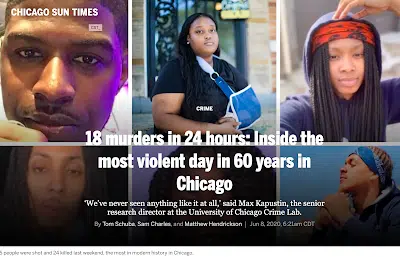 CHICAGO SUN TIMES
CRIME
18 murders in 24 hours: Inside the
most violent day in 60 years in
Chicago
'We've never seen anything like it at all,' said Max Kapustin, the senior
research director at the University of Chicago Crime Lab.
By Tom Schuba, Sam Charles, and Matthew Hendrickson | Jun 8, 2020, 6:21am CDT
5 people were shot and 24 killed last weekend, the most in modern history in Chicago.